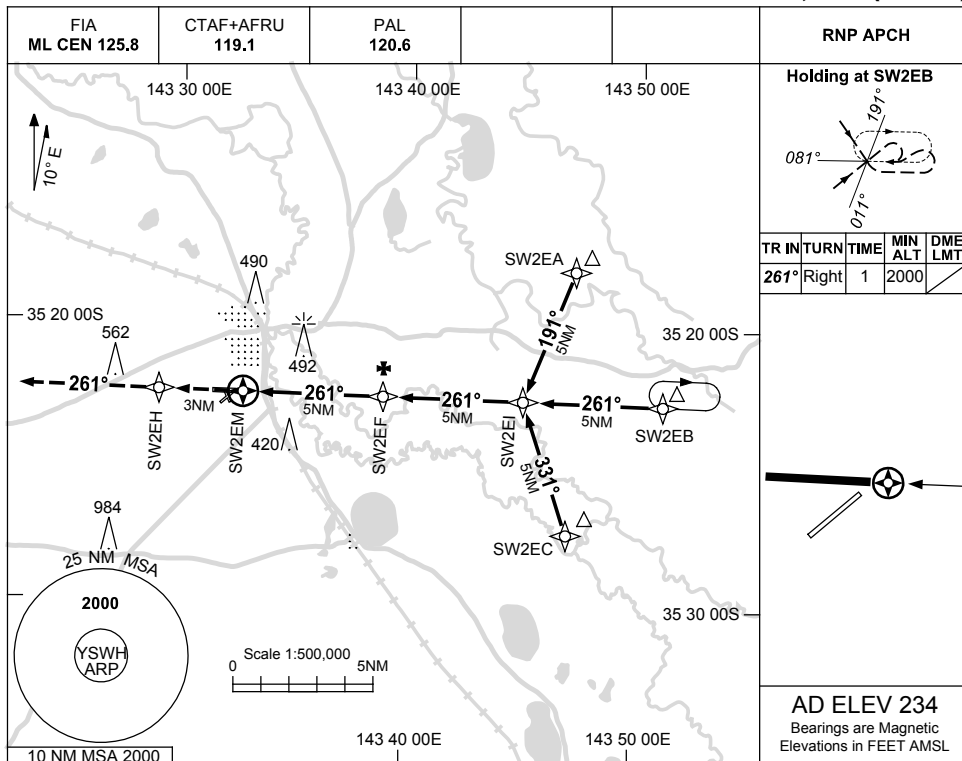 FIA
ML CEN 125.8
CTAF+AFRU
119.1
PAL
120.6
RNP APCH
143 30 00E
143 40 00E
143 50 00E
10° E
Holding at SW2EB
191°
081°
011°
TR IN TURN TIME MIN ALT DME LMT
261° Right 1 2000
SW2EA
490
35 20 00S
35 20 00S
562
492
191°
5NM
261°
3NM
261°
5NM
261°
5NM
261°
5NM
SW2EH
SW2EM
SW2EF
SW2EI
SW2EB
420
331°
5NM
SW2EC
984
25 NM MSA
2000
YSWH
ARP
35 30 00S
Scale 1:500,000
0 5NM
10 NM MSA 2000
143 40 00E
143 50 00E
AD ELEV 234
Bearings are Magnetic
Elevations in FEET AMSL